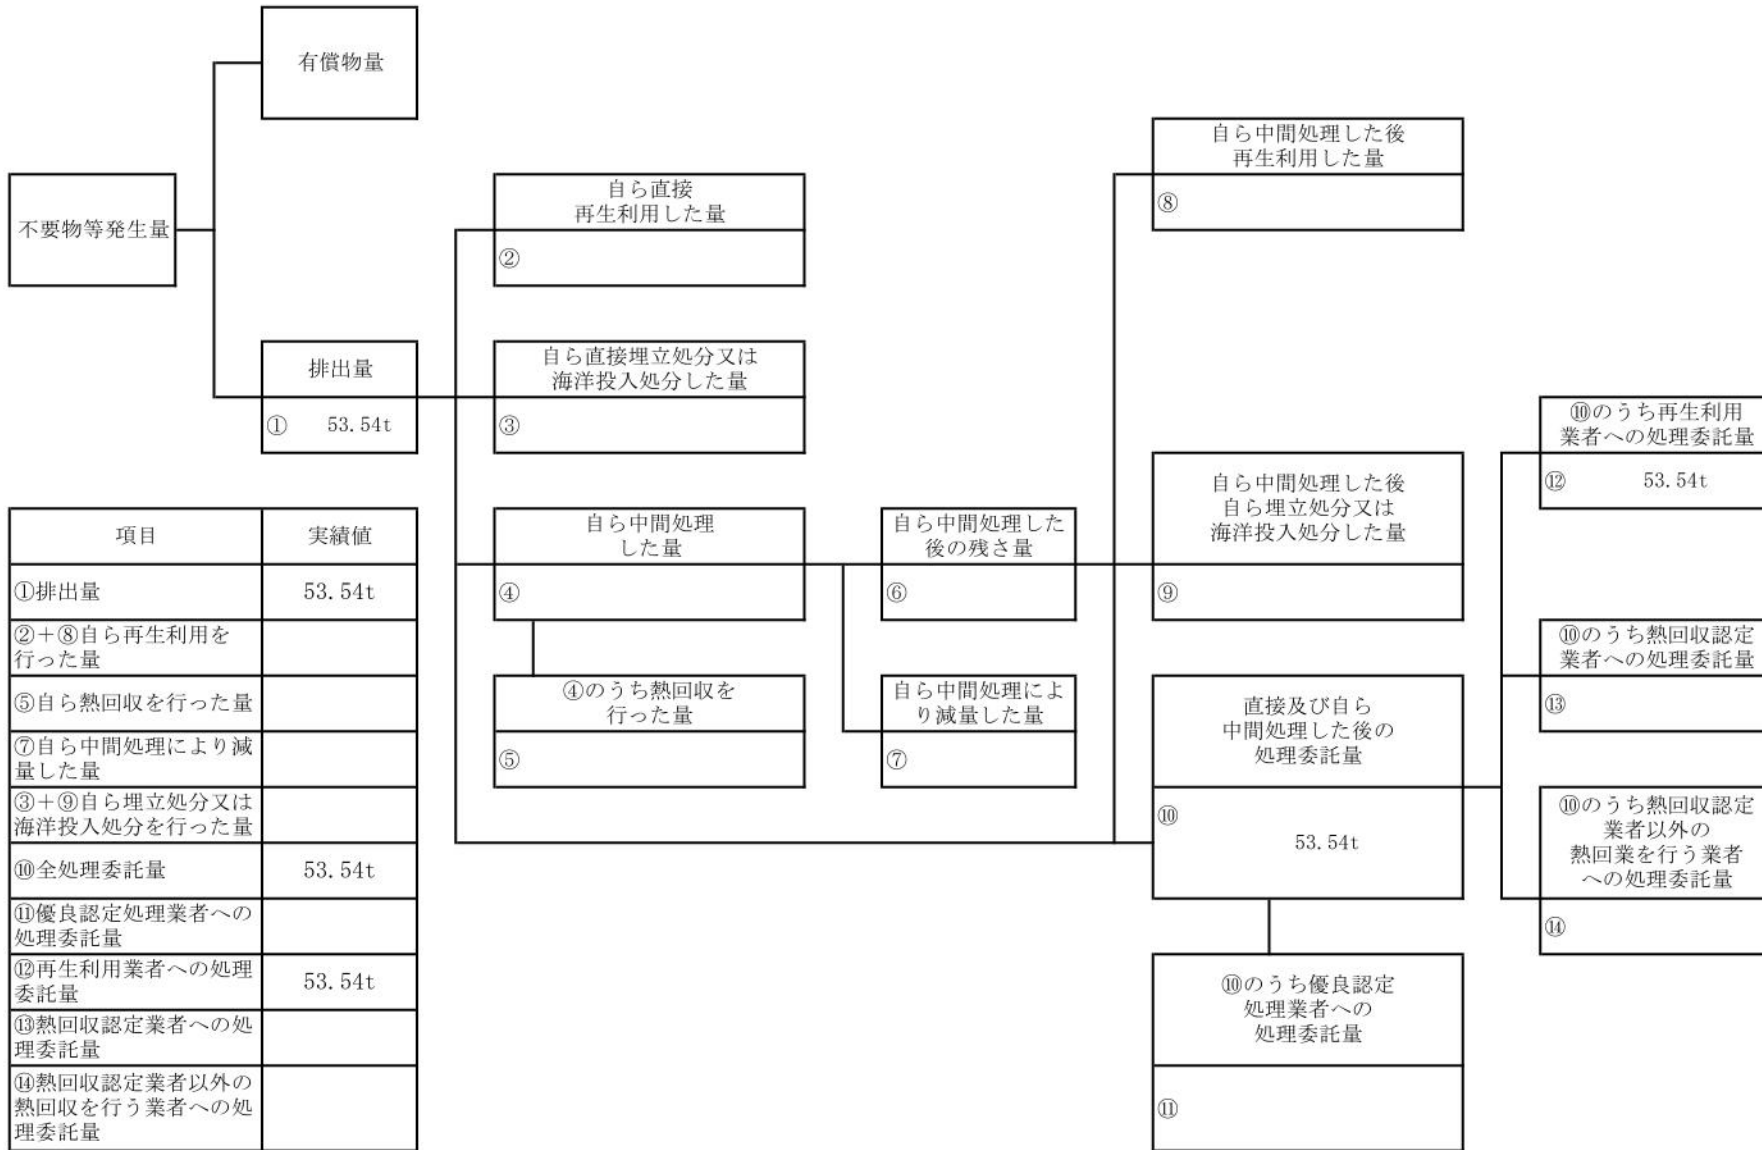 有償物量
不要物等発生量
排出量
① 53.54t
自ら直接
再生利用した量
②
自ら直接埋立処分又は
海洋投入処分した量
③
自ら中間処理
した量
④
④のうち熱回収を
行った量
⑤
自ら中間処理した
後の残さ量
⑥
自ら中間処理によ
り減量した量
⑦
自ら中間処理した後
再生利用した量
⑧
自ら中間処理した後
自ら埋立処分又は
海洋投入処分した量
⑨
直接及び自ら
中間処理した後の
処理委託量
⑩
53.54t
⑩のうち優良認定
処理業者への
処理委託量
⑪
⑩のうち再生利用
業者への処理委託量
⑫ 53.54t
⑩のうち熱回収認定
業者への処理委託量
⑬
⑩のうち熱回収認定
業者以外の
熱回業を行う業者
への処理委託量
⑭
項目 実績値
①排出量 53.54t
②+⑧自ら再生利用を
行った量
⑤自ら熱回収を行った量
⑦自ら中間処理により減
量した量
③+⑨自ら埋立処分又は
海洋投入処分を行った量
⑩全処理委託量 53.54t
⑪優良認定処理業者への
処理委託量
⑫再生利用業者への処理
委託量 53.54t
⑬熱回収認定業者への処
理委託量
⑭熱回収認定業者以外の
熱回収を行う業者への処
理委託量